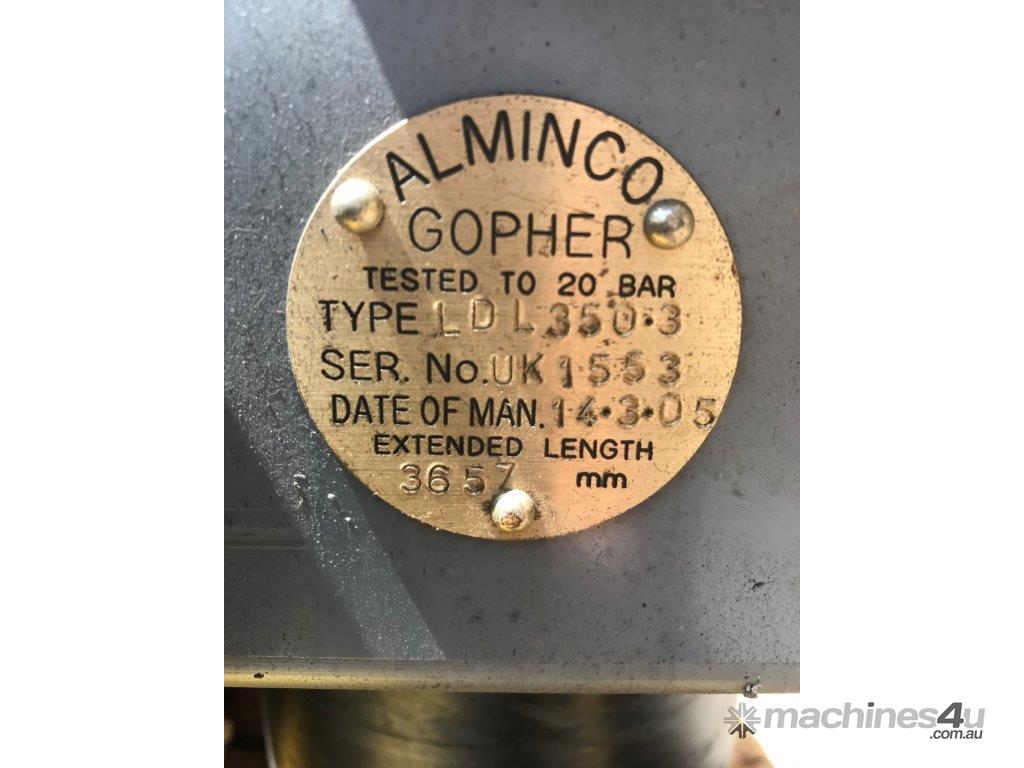 ALMINCO
GOPHER
TESTED TO 20 BAR
TYPE LDL350.3
SER. No. UK1553
DATE OF MAN. 14.3.05
EXTENDED LENGTH
3657 mm
machines4u
.com.au